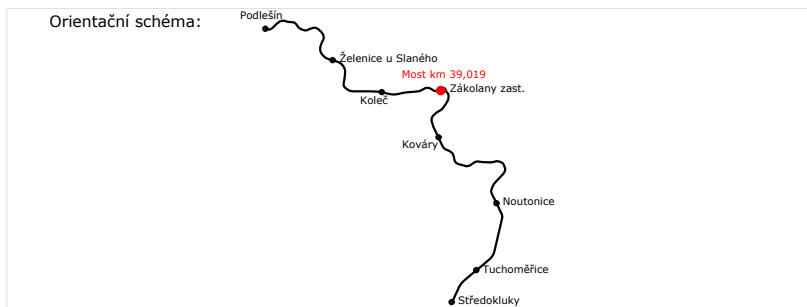 Orientační schéma:
Podlešín
Želenice u Slaného
Most km 39,019
Zákolany zast.
Koleč
Kováry
Noutonice
Tuchoměřice
Středokluky